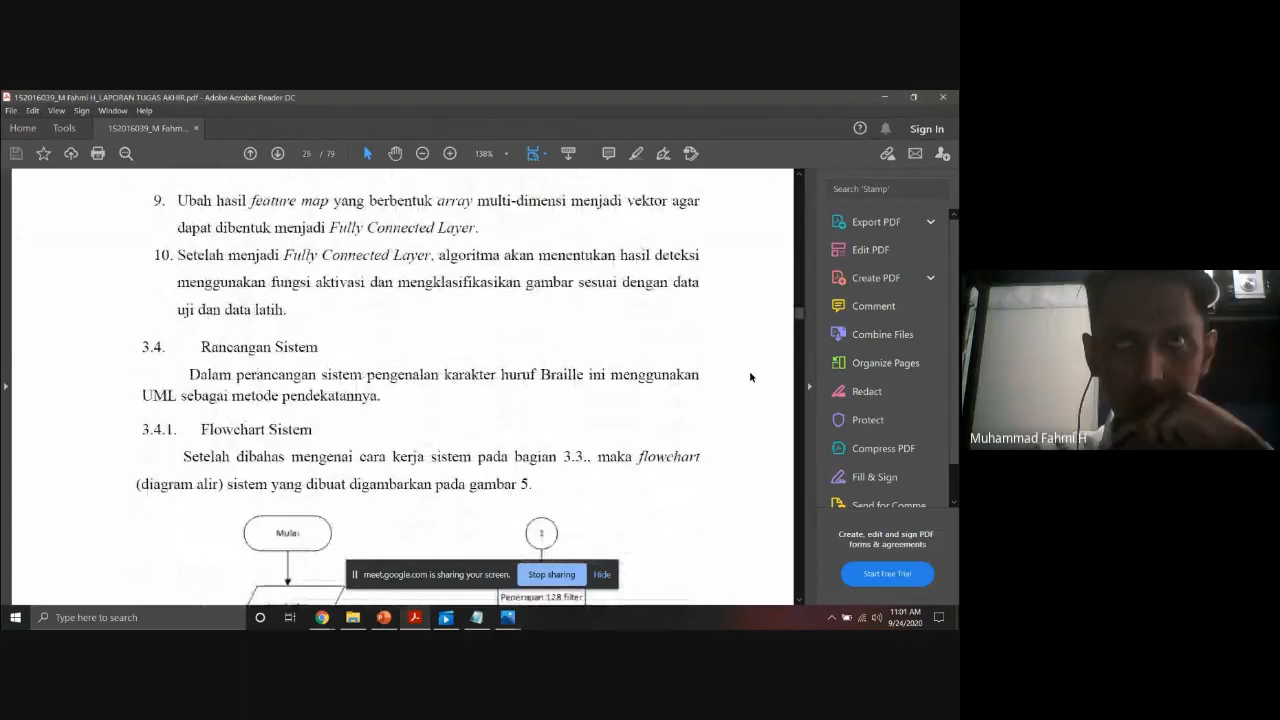 152016039_M Fahmi H_LAPORAN TUGAS AKHIR.pdf - Adobe Acrobat Reader DC
File Edit View Sign Window Help
Home Tools 152016039_M Fahm... × Sign In
26 / 79 138%
9. Ubah hasil feature map yang berbentuk array multi-dimensi menjadi vektor agar
dapat dibentuk menjadi Fully Connected Layer.
10. Setelah menjadi Fully Connected Layer, algoritma akan menentukan hasil deteksi
menggunakan fungsi aktivasi dan mengklasifikasikan gambar sesuai dengan data
uji dan data latih.
3.4. Rancangan Sistem
Dalam perancangan sistem pengenalan karakter huruf Braille ini menggunakan
UML sebagai metode pendekatannya.
3.4.1. Flowchart Sistem
Setelah dibahas mengenai cara kerja sistem pada bagian 3.3., maka flowchart
(diagram alir) sistem yang dibuat digambarkan pada gambar 5.
Mulai
Penerapan 128 filter
meet.google.com is sharing your screen. Stop sharing Hide
Search 'Stamp'
Export PDF
Edit PDF
Create PDF
Comment
Combine Files
Organize Pages
Redact
Protect
Compress PDF
Fill & Sign
Send for Comme
Create, edit and sign PDF
forms & agreements
Start Free Trial
Type here to search
11:01 AM
9/24/2020
Muhammad Fahmi H